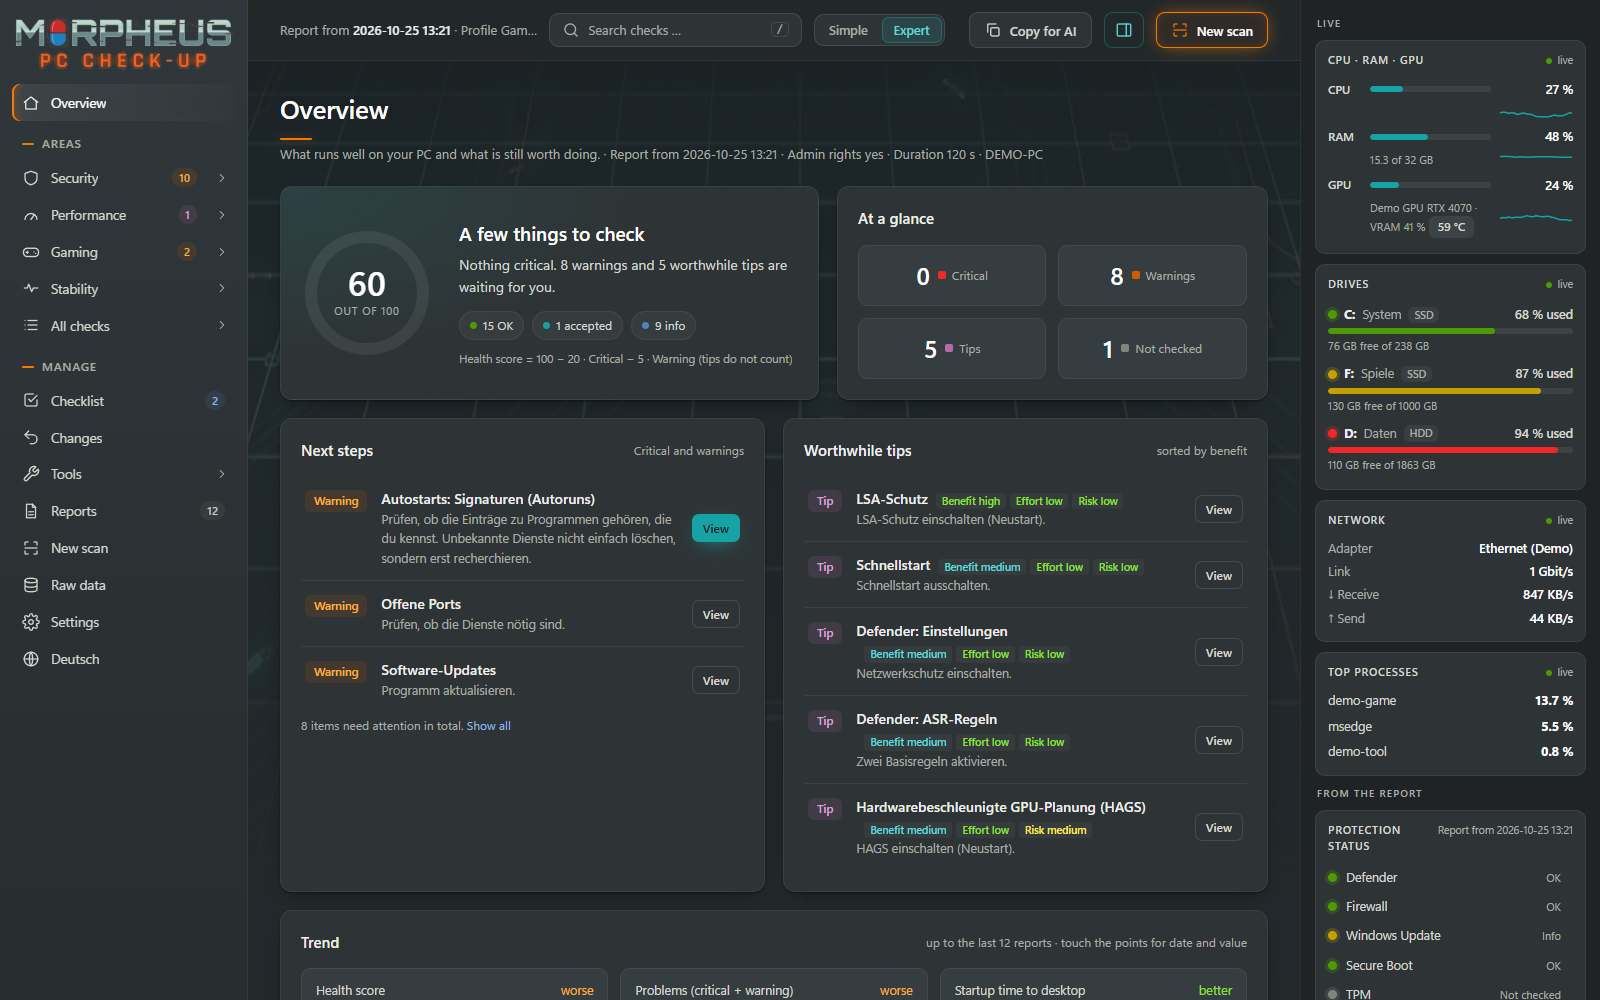 MORPHEUS
PC CHECK-UP
Overview
AREAS
Security 10
Performance 1
Gaming 2
Stability
All checks
MANAGE
Checklist 2
Changes
Tools
Reports 12
New scan
Raw data
Settings
Deutsch
Report from 2026-10-25 13:21 · Profile Gam...
Search checks ... /
Simple Expert
Copy for AI
New scan
Overview
What runs well on your PC and what is still worth doing. · Report from 2026-10-25 13:21 · Admin rights yes · Duration 120 s · DEMO-PC
60
OUT OF 100
A few things to check
Nothing critical. 8 warnings and 5 worthwhile tips are
waiting for you.
15 OK 1 accepted 9 info
Health score = 100 − 20 · Critical − 5 · Warning (tips do not count)
At a glance
0 Critical
8 Warnings
5 Tips
1 Not checked
Next steps
Critical and warnings
Warning Autostarts: Signaturen (Autoruns)
Prüfen, ob die Einträge zu Programmen gehören, die
du kennst. Unbekannte Dienste nicht einfach löschen,
sondern erst recherchieren.
View
Warning Offene Ports
Prüfen, ob die Dienste nötig sind.
View
Warning Software-Updates
Programm aktualisieren.
View
8 items need attention in total. Show all
Worthwhile tips
sorted by benefit
Tip LSA-Schutz Benefit high Effort low Risk low
LSA-Schutz einschalten (Neustart).
View
Tip Schnellstart Benefit medium Effort low Risk low
Schnellstart ausschalten.
View
Tip Defender: Einstellungen
Benefit medium Effort low Risk low
Netzwerkschutz einschalten.
View
Tip Defender: ASR-Regeln
Benefit medium Effort low Risk low
Zwei Basisregeln aktivieren.
View
Tip Hardwarebeschleunigte GPU-Planung (HAGS)
Benefit medium Effort low Risk medium
HAGS einschalten (Neustart).
View
Trend
up to the last 12 reports · touch the points for date and value
Health score worse
Problems (critical + warning) worse
Startup time to desktop better
LIVE
CPU · RAM · GPU live
CPU 27 %
RAM 48 %
15.3 of 32 GB
GPU 24 %
Demo GPU RTX 4070 ·
VRAM 41 % 59 °C
DRIVES live
C: System SSD 68 % used
76 GB free of 238 GB
F: Spiele SSD 87 % used
130 GB free of 1000 GB
D: Daten HDD 94 % used
110 GB free of 1863 GB
NETWORK live
Adapter Ethernet (Demo)
Link 1 Gbit/s
↓ Receive 847 KB/s
↑ Send 44 KB/s
TOP PROCESSES live
demo-game 13.7 %
msedge 5.5 %
demo-tool 0.8 %
FROM THE REPORT
PROTECTION
STATUS
Report from 2026-10-25 13:21
Defender OK
Firewall OK
Windows Update Info
Secure Boot OK
TPM Not checked